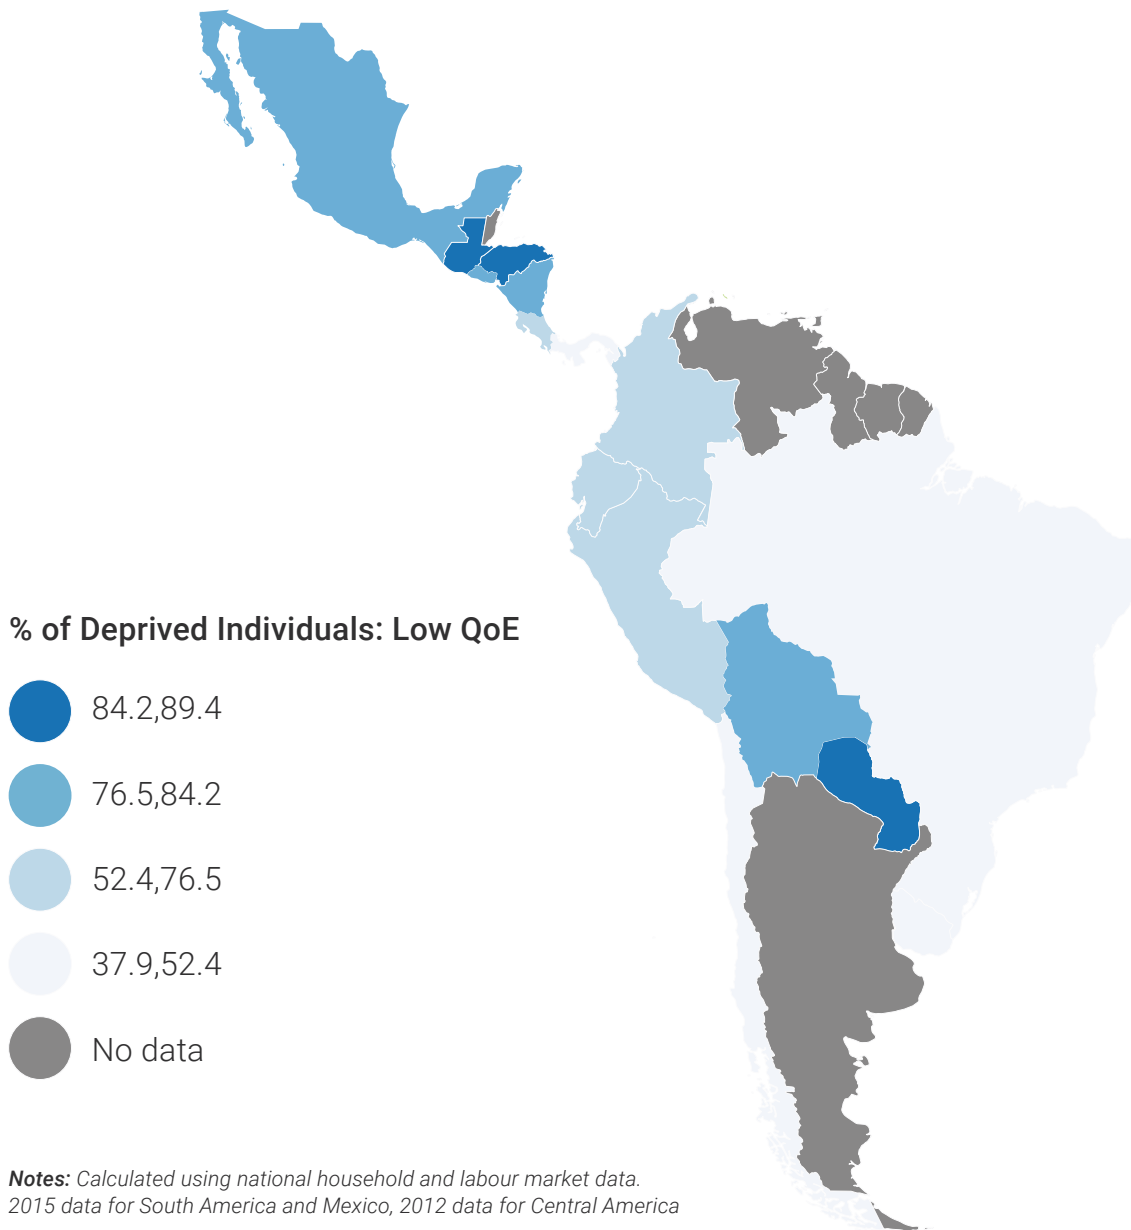 % of Deprived Individuals: Low QoE
84.2,89.4
76.5,84.2
52.4,76.5
37.9,52.4
No data
Notes: Calculated using national household and labour market data.
2015 data for South America and Mexico, 2012 data for Central America